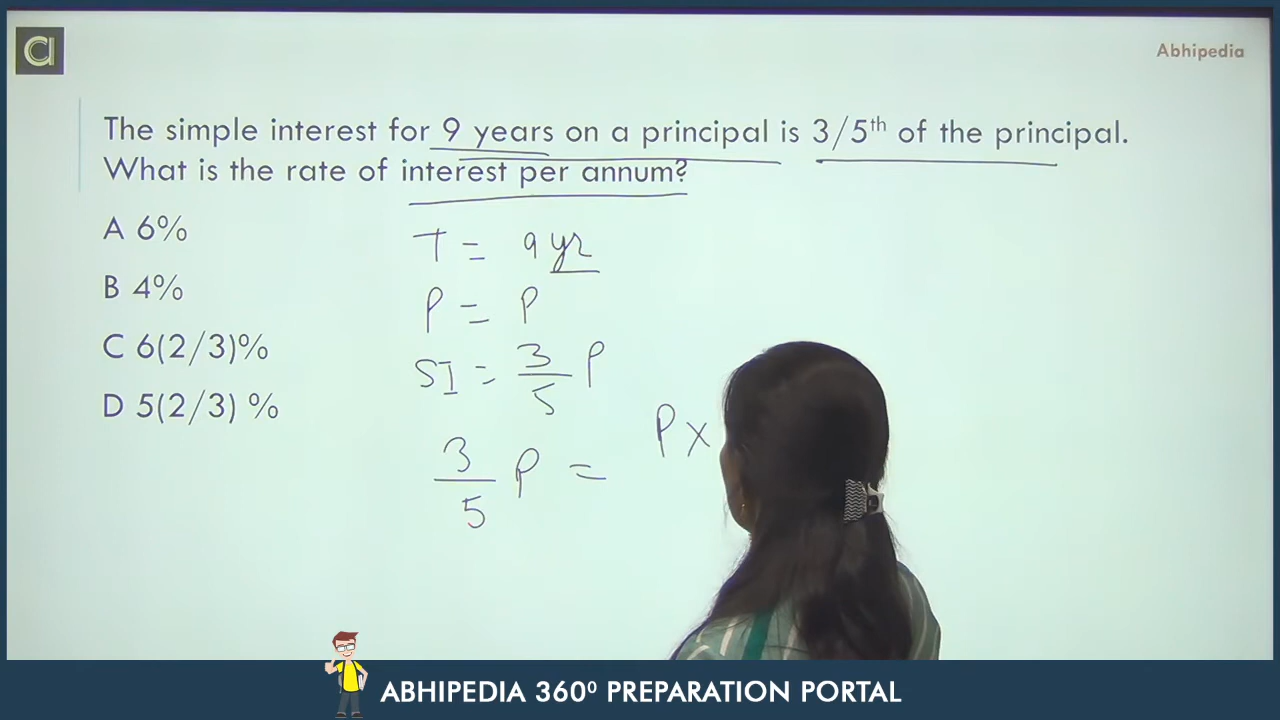 Abhipedia
The simple interest for 9 years on a principal is 3/5th of the principal.
What is the rate of interest per annum?
A 6%
B 4%
C 6(2/3)%
D 5(2/3) %
T = 9 yr
P = P
SI = 3/5 P
3/5 P = P×
ABHIPEDIA 360⁰ PREPARATION PORTAL